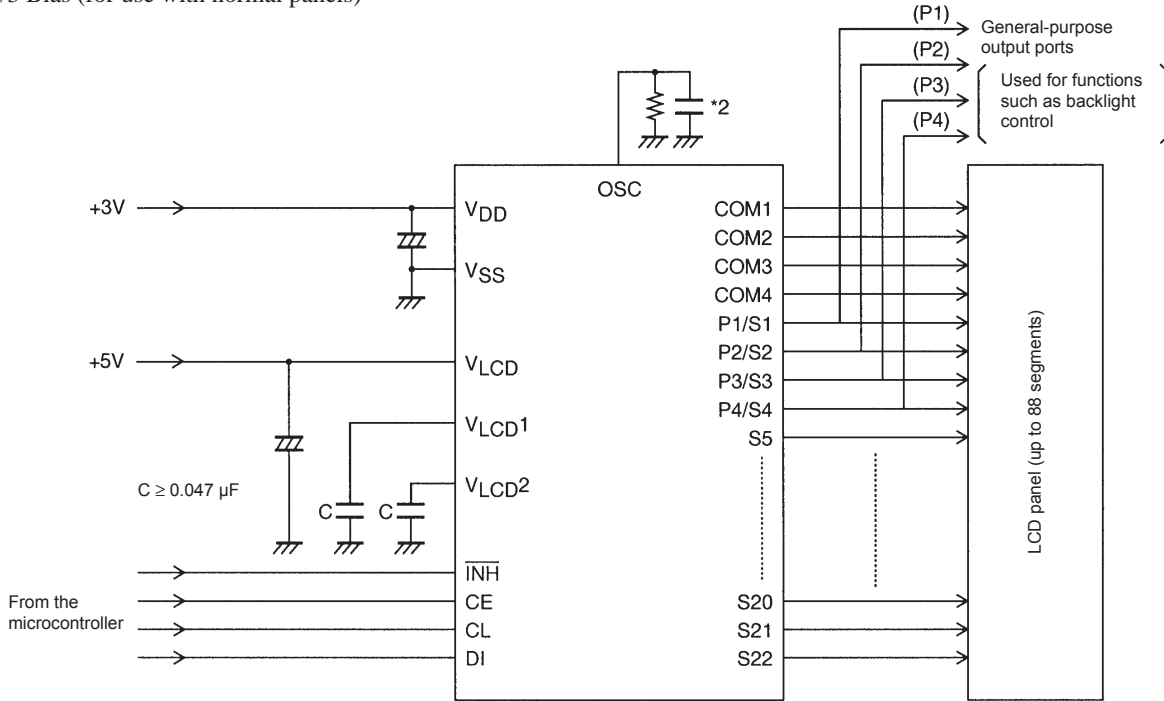 /3 Bias (for use with normal panels)
(P1)
General-purpose
output ports
(P2)
(P3)
Used for functions
such as backlight
control
(P4)
*2
OSC
+3V
VDD
VSS
+5V
VLCD
VLCD1
VLCD2
C ≥ 0.047 µF
C
C
From the
microcontroller
INH
CE
CL
DI
COM1
COM2
COM3
COM4
P1/S1
P2/S2
P3/S3
P4/S4
S5
S20
S21
S22
LCD panel (up to 88 segments)